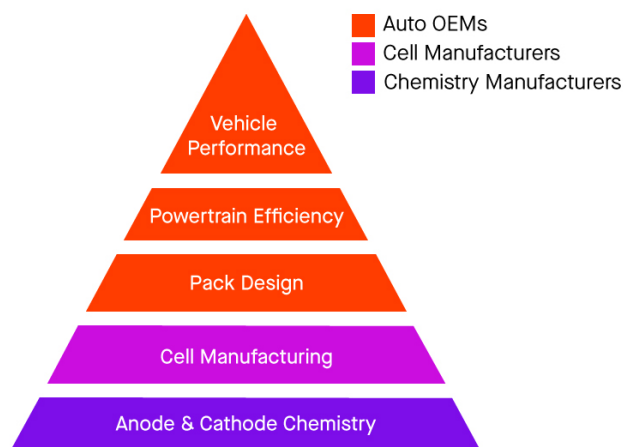 Auto OEMs
Cell Manufacturers
Chemistry Manufacturers
Vehicle
Performance
Powertrain Efficiency
Pack Design
Cell Manufacturing
Anode & Cathode Chemistry